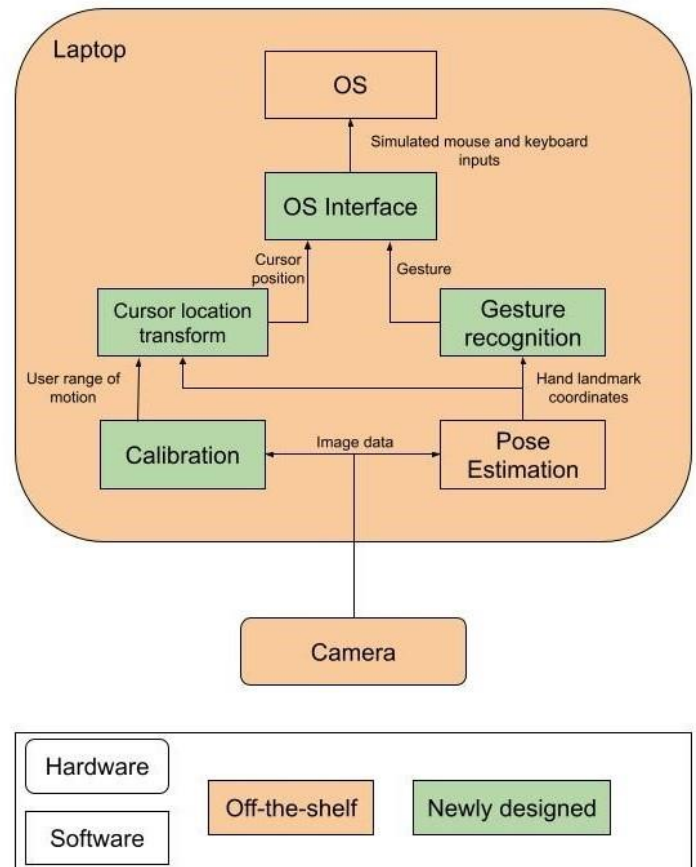 Laptop
OS
Simulated mouse and keyboard
inputs
OS Interface
Cursor
position
Gesture
Cursor location
transform
Gesture
recognition
User range of
motion
Hand landmark
coordinates
Calibration
Image data
Pose
Estimation
Camera
Hardware
Software
Off-the-shelf
Newly designed